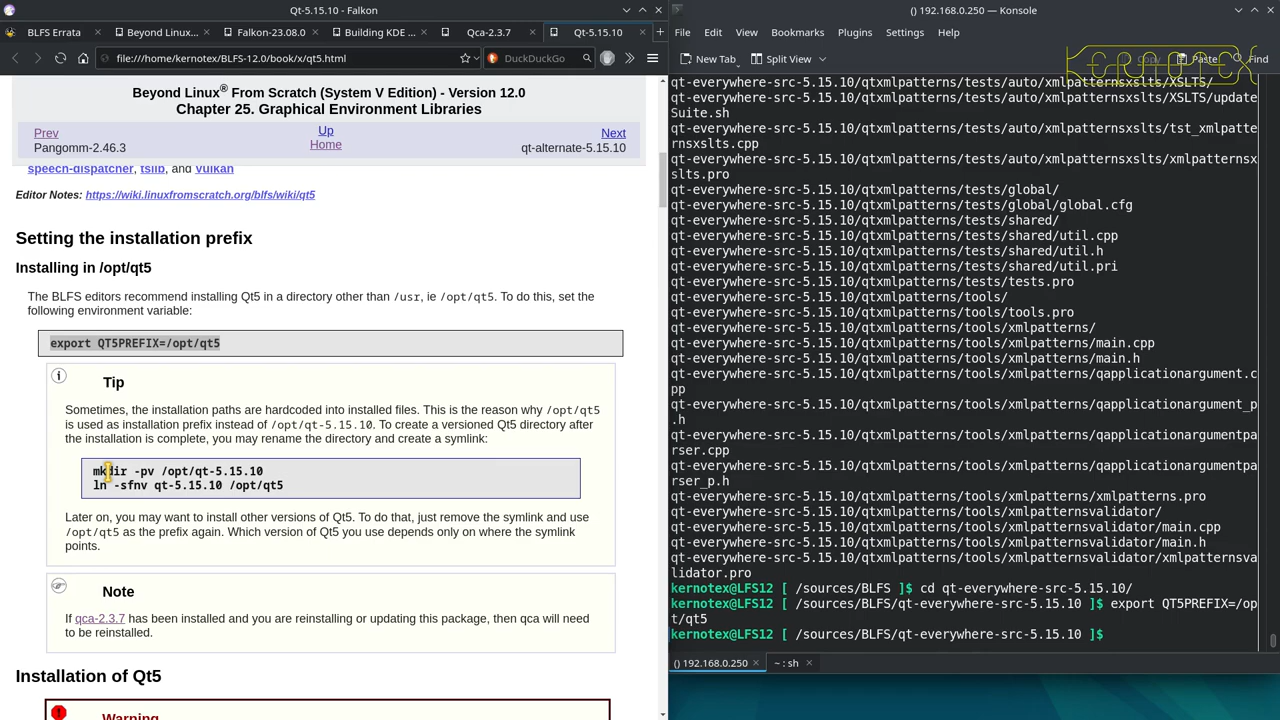 Qt-5.15.10 / Falkon
() 192.168.0.250 — Konsole
BLFS Errata
Beyond Linux...
Falkon-23.08.0
Building KDE ...
Qca-2.3.7
Qt-5.15.10
file:///home/kernotex/BLFS-12.0/book/x/qt5.html
DuckDuckGo
Beyond Linux® From Scratch (System V Edition) - Version 12.0
Chapter 25. Graphical Environment Libraries
Prev Up Next
Pangomm-2.46.3 Home qt-alternate-5.15.10
speech-dispatcher, tslib, and vulkan
Editor Notes: https://wiki.linuxfromscratch.org/blfs/wiki/qt5
Setting the installation prefix
Installing in /opt/qt5
The BLFS editors recommend installing Qt5 in a directory other than /usr, ie /opt/qt5. To do this, set the
following environment variable:
export QT5PREFIX=/opt/qt5
Tip
Sometimes, the installation paths are hardcoded into installed files. This is the reason why /opt/qt5
is used as installation prefix instead of /opt/qt-5.15.10. To create a versioned Qt5 directory after
the installation is complete, you may rename the directory and create a symlink:
mkdir -pv /opt/qt-5.15.10
ln -sfnv qt-5.15.10 /opt/qt5
Later on, you may want to install other versions of Qt5. To do that, just remove the symlink and use
/opt/qt5 as the prefix again. Which version of Qt5 you use depends only on where the symlink
points.
Note
If qca-2.3.7 has been installed and you are reinstalling or updating this package, then qca will need
to be reinstalled.
Installation of Qt5
Warning
File Edit View Bookmarks Plugins Settings Help
New Tab Split View Copy Paste Find
KERNOTEX
qt-everywhere-src-5.15.10/qtxmlpatterns/tests/auto/xmlpatternsxslts/XSLTS/
qt-everywhere-src-5.15.10/qtxmlpatterns/tests/auto/xmlpatternsxslts/XSLTS/update
Suite.sh
qt-everywhere-src-5.15.10/qtxmlpatterns/tests/auto/xmlpatternsxslts/tst_xmlpatte
rnsxslts.cpp
qt-everywhere-src-5.15.10/qtxmlpatterns/tests/auto/xmlpatternsxslts/xmlpatternsx
slts.pro
qt-everywhere-src-5.15.10/qtxmlpatterns/tests/global/
qt-everywhere-src-5.15.10/qtxmlpatterns/tests/global/global.cfg
qt-everywhere-src-5.15.10/qtxmlpatterns/tests/shared/
qt-everywhere-src-5.15.10/qtxmlpatterns/tests/shared/util.cpp
qt-everywhere-src-5.15.10/qtxmlpatterns/tests/shared/util.h
qt-everywhere-src-5.15.10/qtxmlpatterns/tests/shared/util.pri
qt-everywhere-src-5.15.10/qtxmlpatterns/tests/tests.pro
qt-everywhere-src-5.15.10/qtxmlpatterns/tools/
qt-everywhere-src-5.15.10/qtxmlpatterns/tools/tools.pro
qt-everywhere-src-5.15.10/qtxmlpatterns/tools/xmlpatterns/
qt-everywhere-src-5.15.10/qtxmlpatterns/tools/xmlpatterns/main.cpp
qt-everywhere-src-5.15.10/qtxmlpatterns/tools/xmlpatterns/main.h
qt-everywhere-src-5.15.10/qtxmlpatterns/tools/xmlpatterns/qapplicationargument.c
pp
qt-everywhere-src-5.15.10/qtxmlpatterns/tools/xmlpatterns/qapplicationargument_p
.h
qt-everywhere-src-5.15.10/qtxmlpatterns/tools/xmlpatterns/qapplicationargumentpa
rser.cpp
qt-everywhere-src-5.15.10/qtxmlpatterns/tools/xmlpatterns/qapplicationargumentpa
rser_p.h
qt-everywhere-src-5.15.10/qtxmlpatterns/tools/xmlpatterns/xmlpatterns.pro
qt-everywhere-src-5.15.10/qtxmlpatterns/tools/xmlpatternsvalidator/
qt-everywhere-src-5.15.10/qtxmlpatterns/tools/xmlpatternsvalidator/main.cpp
qt-everywhere-src-5.15.10/qtxmlpatterns/tools/xmlpatternsvalidator/main.h
qt-everywhere-src-5.15.10/qtxmlpatterns/tools/xmlpatternsvalidator/xmlpatternsva
lidator.pro
kernotex@LFS12 [ /sources/BLFS ]$ cd qt-everywhere-src-5.15.10/
kernotex@LFS12 [ /sources/BLFS/qt-everywhere-src-5.15.10 ]$ export QT5PREFIX=/op
t/qt5
kernotex@LFS12 [ /sources/BLFS/qt-everywhere-src-5.15.10 ]$
() 192.168.0.250
~ : sh